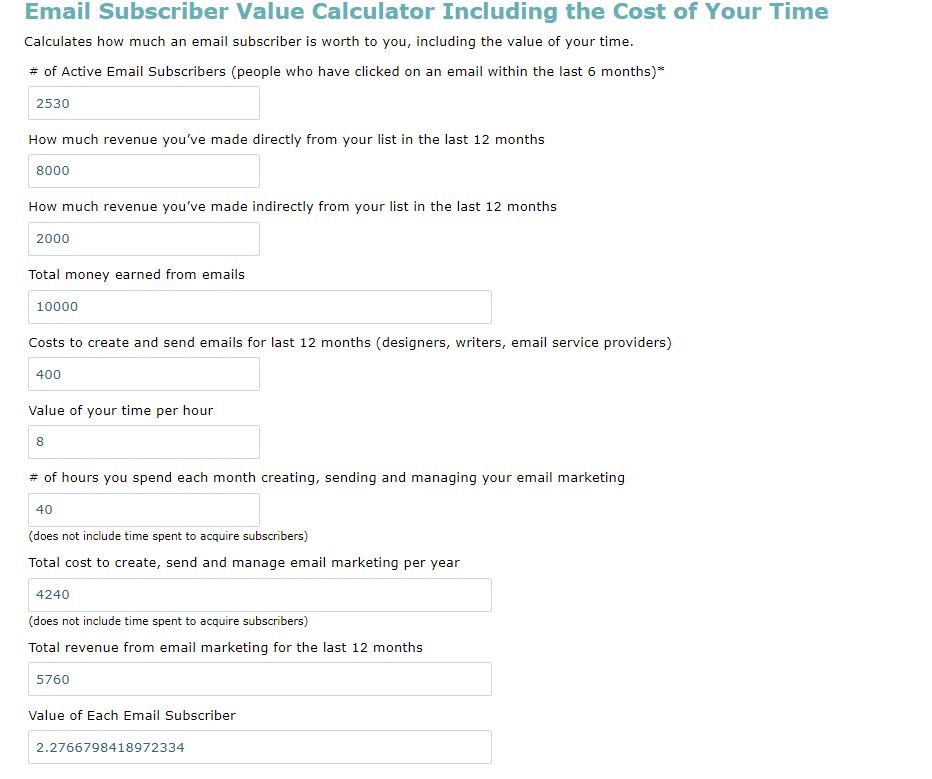 Email Subscriber Value Calculator Including the Cost of Your Time
Calculates how much an email subscriber is worth to you, including the value of your time.
# of Active Email Subscribers (people who have clicked on an email within the last 6 months)*
2530
How much revenue you’ve made directly from your list in the last 12 months
8000
How much revenue you’ve made indirectly from your list in the last 12 months
2000
Total money earned from emails
10000
Costs to create and send emails for last 12 months (designers, writers, email service providers)
400
Value of your time per hour
8
# of hours you spend each month creating, sending and managing your email marketing
40
(does not include time spent to acquire subscribers)
Total cost to create, send and manage email marketing per year
4240
(does not include time spent to acquire subscribers)
Total revenue from email marketing for the last 12 months
5760
Value of Each Email Subscriber
2.2766798418972334